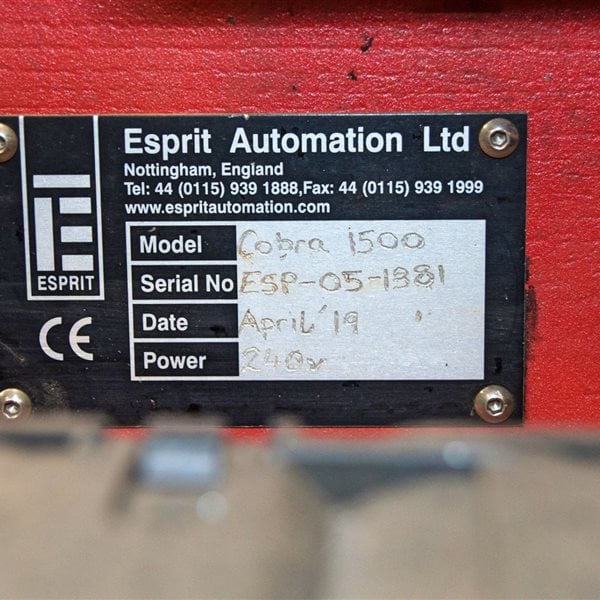 Esprit Automation Ltd
Nottingham, England
Tel: 44 (0115) 939 1888,Fax: 44 (0115) 939 1999
www.espritautomation.com
E
ESPRIT
CE
Model Cobra 1500
Serial No ESP-05-1381
Date April '19
Power 240v